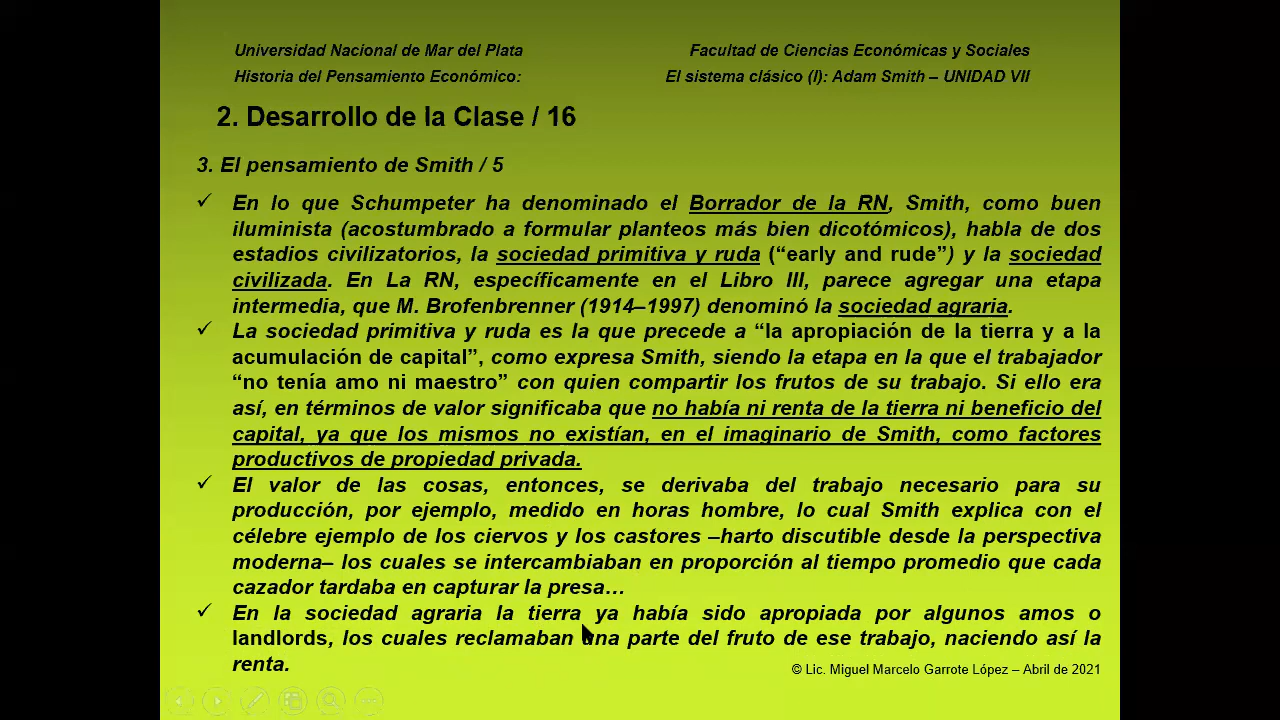 Universidad Nacional de Mar del Plata
Facultad de Ciencias Económicas y Sociales
Historia del Pensamiento Económico:
El sistema clásico (I): Adam Smith – UNIDAD VII
2. Desarrollo de la Clase / 16
3. El pensamiento de Smith / 5
✓ En lo que Schumpeter ha denominado el Borrador de la RN, Smith, como buen
iluminista (acostumbrado a formular planteos más bien dicotómicos), habla de dos
estadios civilizatorios, la sociedad primitiva y ruda (“early and rude”) y la sociedad
civilizada. En La RN, específicamente en el Libro III, parece agregar una etapa
intermedia, que M. Brofenbrenner (1914–1997) denominó la sociedad agraria.
✓ La sociedad primitiva y ruda es la que precede a “la apropiación de la tierra y a la
acumulación de capital”, como expresa Smith, siendo la etapa en la que el trabajador
“no tenía amo ni maestro” con quien compartir los frutos de su trabajo. Si ello era
así, en términos de valor significaba que no había ni renta de la tierra ni beneficio del
capital, ya que los mismos no existían, en el imaginario de Smith, como factores
productivos de propiedad privada.
✓ El valor de las cosas, entonces, se derivaba del trabajo necesario para su
producción, por ejemplo, medido en horas hombre, lo cual Smith explica con el
célebre ejemplo de los ciervos y los castores –harto discutible desde la perspectiva
moderna– los cuales se intercambiaban en proporción al tiempo promedio que cada
cazador tardaba en capturar la presa…
✓ En la sociedad agraria la tierra ya había sido apropiada por algunos amos o
landlords, los cuales reclamaban una parte del fruto de ese trabajo, naciendo así la
renta.
© Lic. Miguel Marcelo Garrote López – Abril de 2021